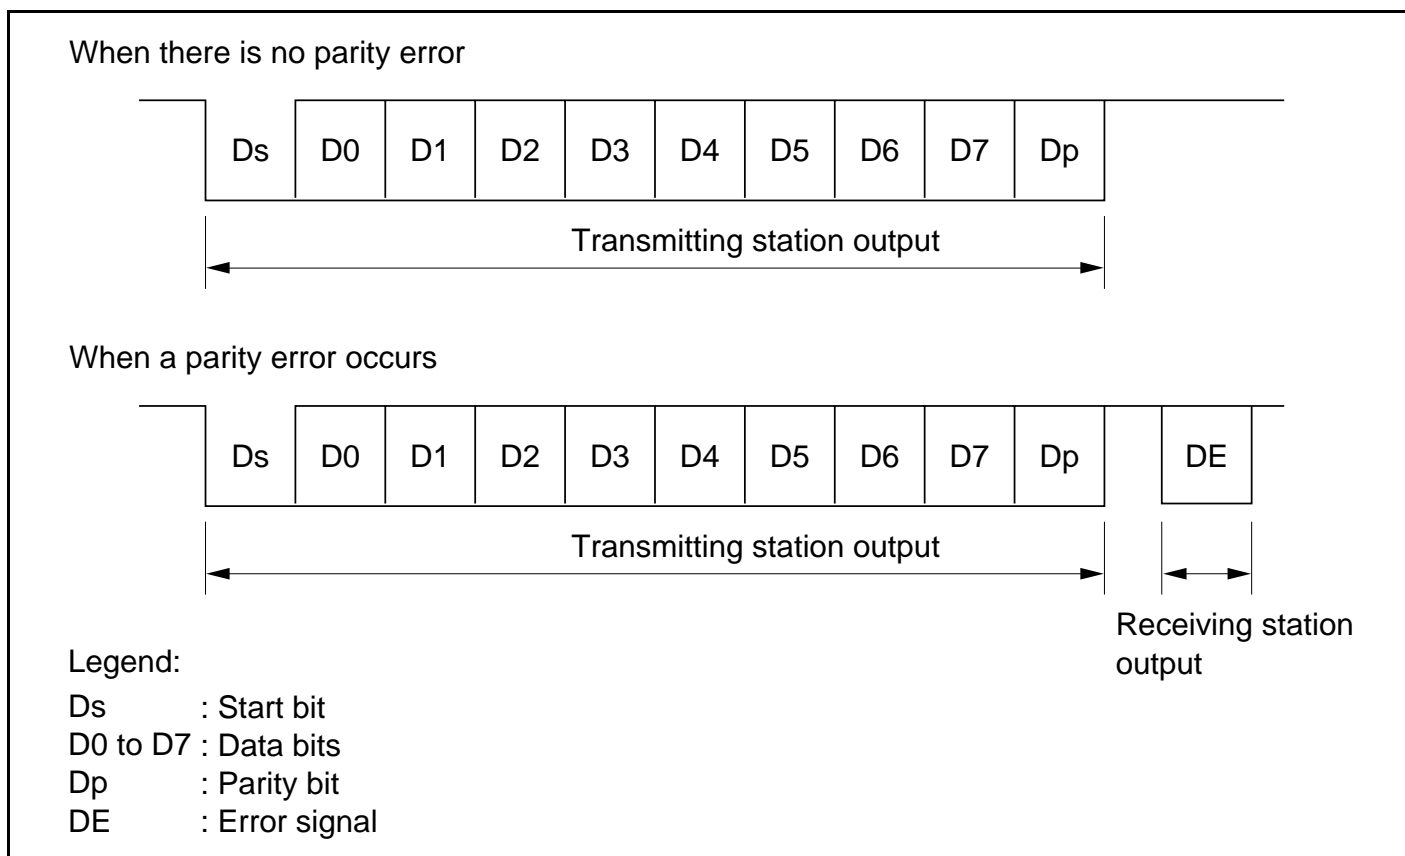 When there is no parity error
Ds D0 D1 D2 D3 D4 D5 D6 D7 Dp
Transmitting station output
When a parity error occurs
Ds D0 D1 D2 D3 D4 D5 D6 D7 Dp DE
Transmitting station output
Receiving station
output
Legend:
Ds : Start bit
D0 to D7 : Data bits
Dp : Parity bit
DE : Error signal